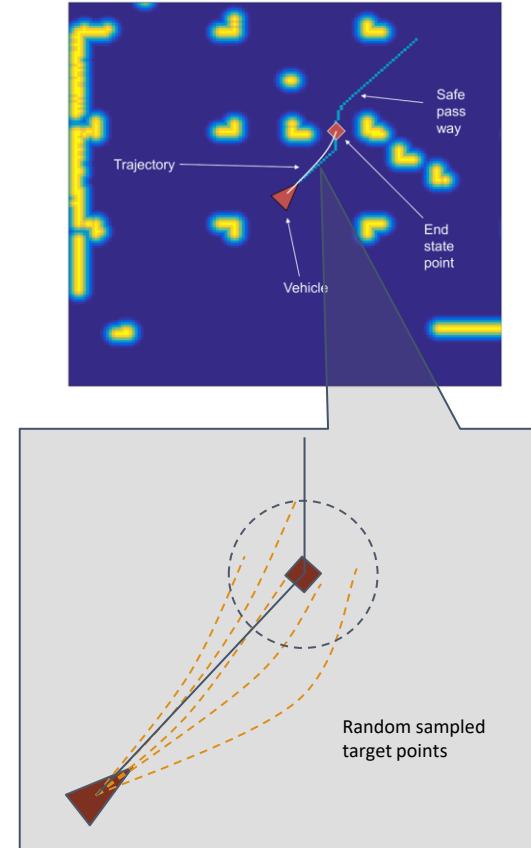 Safe
pass
way
Trajectory
End
state
point
Vehicle
Random sampled
target points